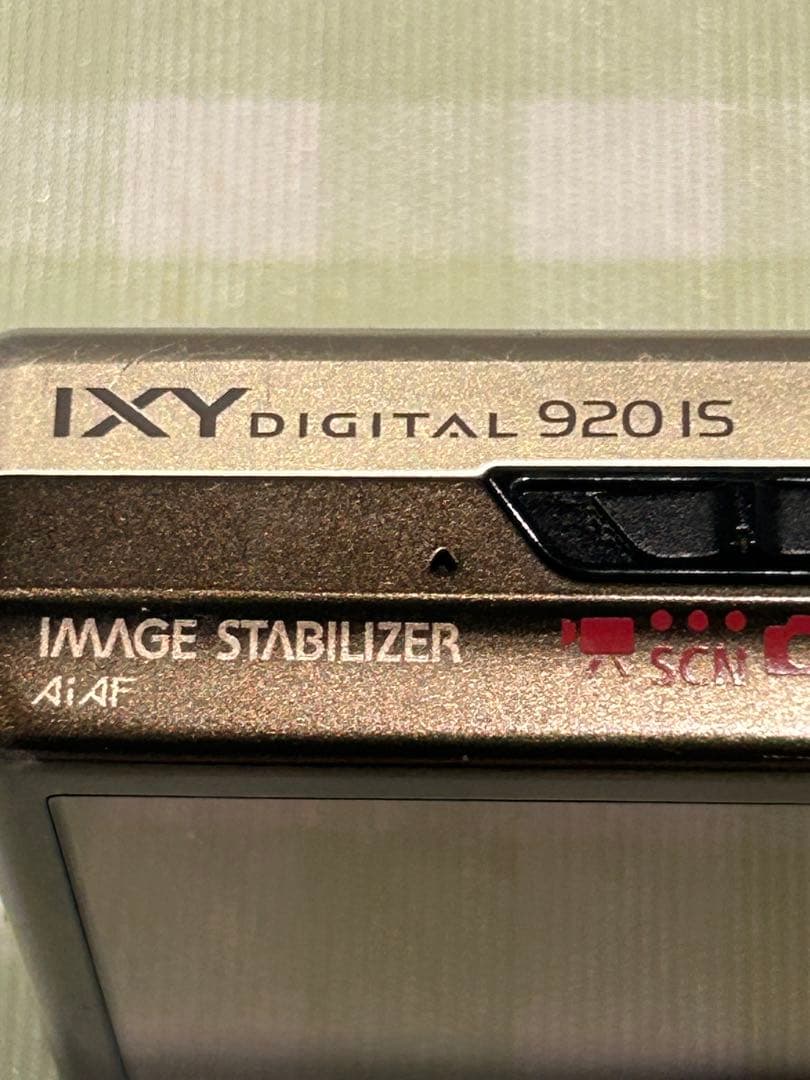 IXY DIGITAL 920 IS
IMAGE STABILIZER
AiAF
SCN